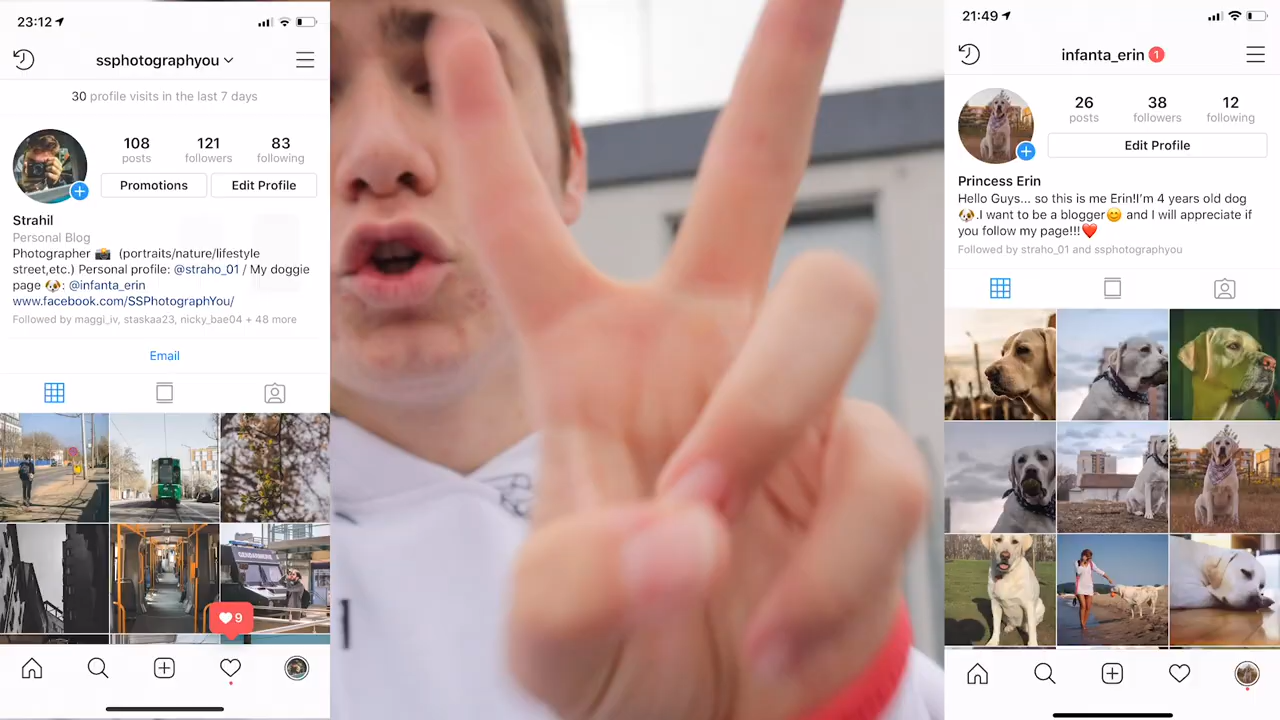 23:12
ssphotographyou
30 profile visits in the last 7 days
108
121
83
posts
followers
following
Promotions
Edit Profile
Strahil
Personal Blog
Photographer 📸 (portraits/nature/lifestyle
street,etc.) Personal profile: @straho_01 / My doggie
page 🐶: @infanta_erin
www.facebook.com/SSPhotographYou/
Followed by maggi_iv, staskaa23, nicky_bae04 + 48 more
Email
GENDARMERIE
9
21:49
infanta_erin 1
26
38
12
posts
followers
following
Edit Profile
Princess Erin
Hello Guys... so this is me Erin!I'm 4 years old dog
🐶.I want to be a blogger😊 and I will appreciate if
you follow my page!!!❤️
Followed by straho_01 and ssphotographyou